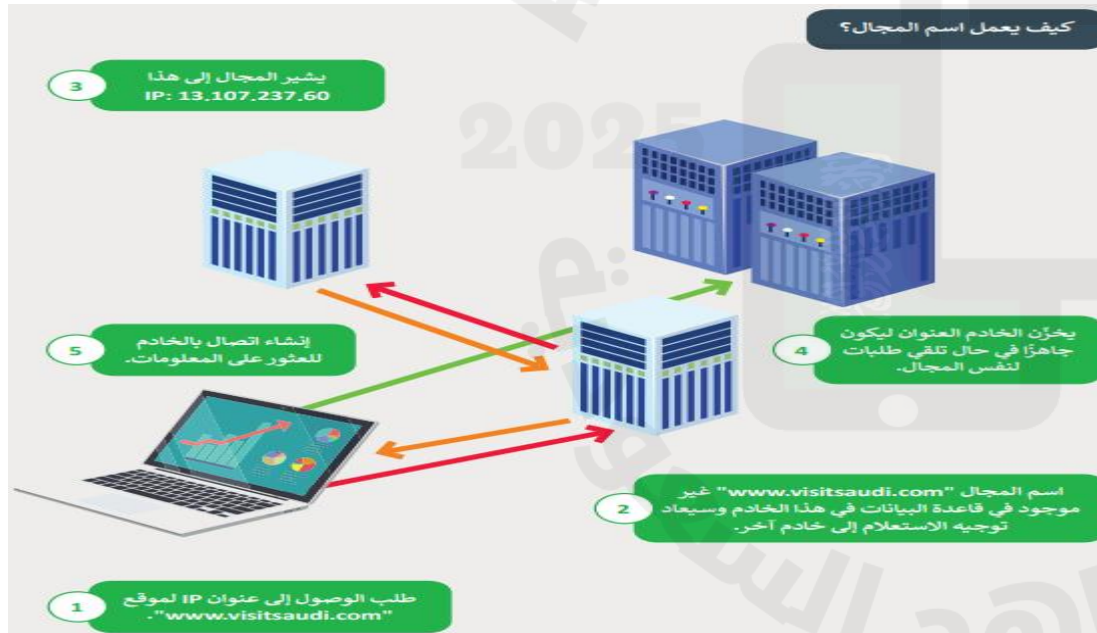 كيف يعمل اسم المجال؟
3
يشير المجال إلى هذا
IP: 13,107,237,60
2025
5
إنشاء اتصال بالخادم
للعثور على المعلومات.
4
يخزّن الخادم العنوان ليكون
جاهزًا في حال تلقي طلبات
لنفس المجال.
2
اسم المجال "www.visitsaudi.com" غير
موجود في قاعدة البيانات في هذا الخادم وسيعاد
توجيه الاستعلام إلى خادم آخر.
1
طلب الوصول إلى عنوان IP لموقع
"www.visitsaudi.com".